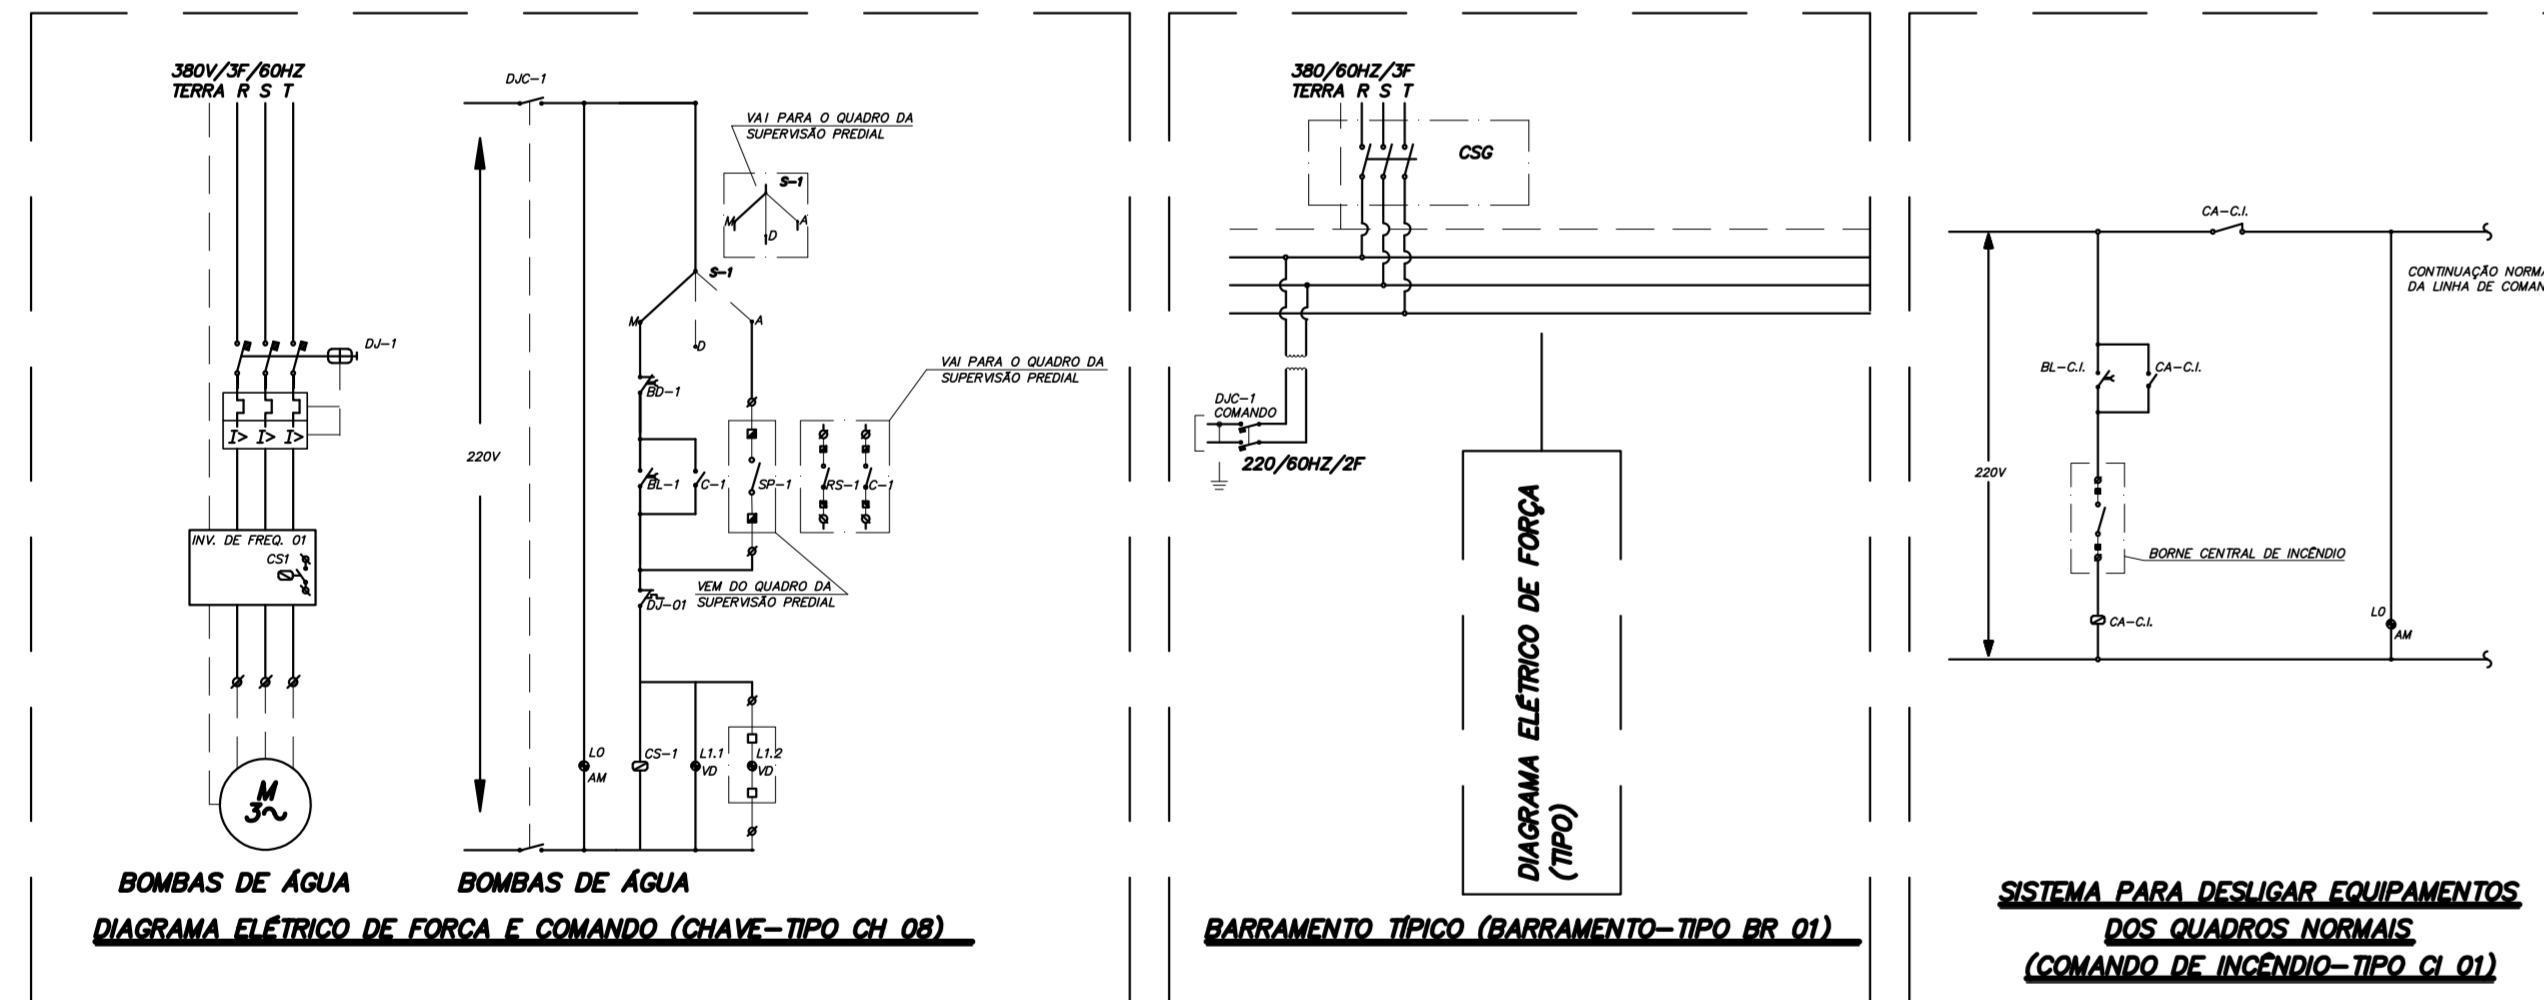 380V/3F/60HZ
TERRA R S T
DJ-1
I> I> I>
INV. DE FREQ. 01
CS1
M
3~
BOMBAS DE ÁGUA
DJC-1
220V
VAI PARA O QUADRO DA
SUPERVISÃO PREDIAL
S-1
M
A
D
S-1
M
A
D
BD-1
VAI PARA O QUADRO DA
SUPERVISÃO PREDIAL
BL-1
C-1
SP-1
RS-1
C-1
VEM DO QUADRO DA
SUPERVISÃO PREDIAL
DJ-01
LO
AM
CS-1
L1.1
VD
L1.2
VD
BOMBAS DE ÁGUA
DIAGRAMA ELÉTRICO DE FORCA E COMANDO (CHAVE-TIPO CH 08)
380/60HZ/3F
TERRA R S T
CSG
DJC-1
COMANDO
220/60HZ/2F
DIAGRAMA ELÉTRICO DE FORÇA
(TIPO)
BARRAMENTO TÍPICO (BARRAMENTO-TIPO BR 01)
CA-C.I.
CONTINUAÇÃO NORMA
DA LINHA DE COMAN
BL-C.I.
CA-C.I.
220V
BORNE CENTRAL DE INCÊNDIO
CA-C.I.
LO
AM
SISTEMA PARA DESLIGAR EQUIPAMENTOS
DOS QUADROS NORMAIS
(COMANDO DE INCÊNDIO-TIPO CI 01)